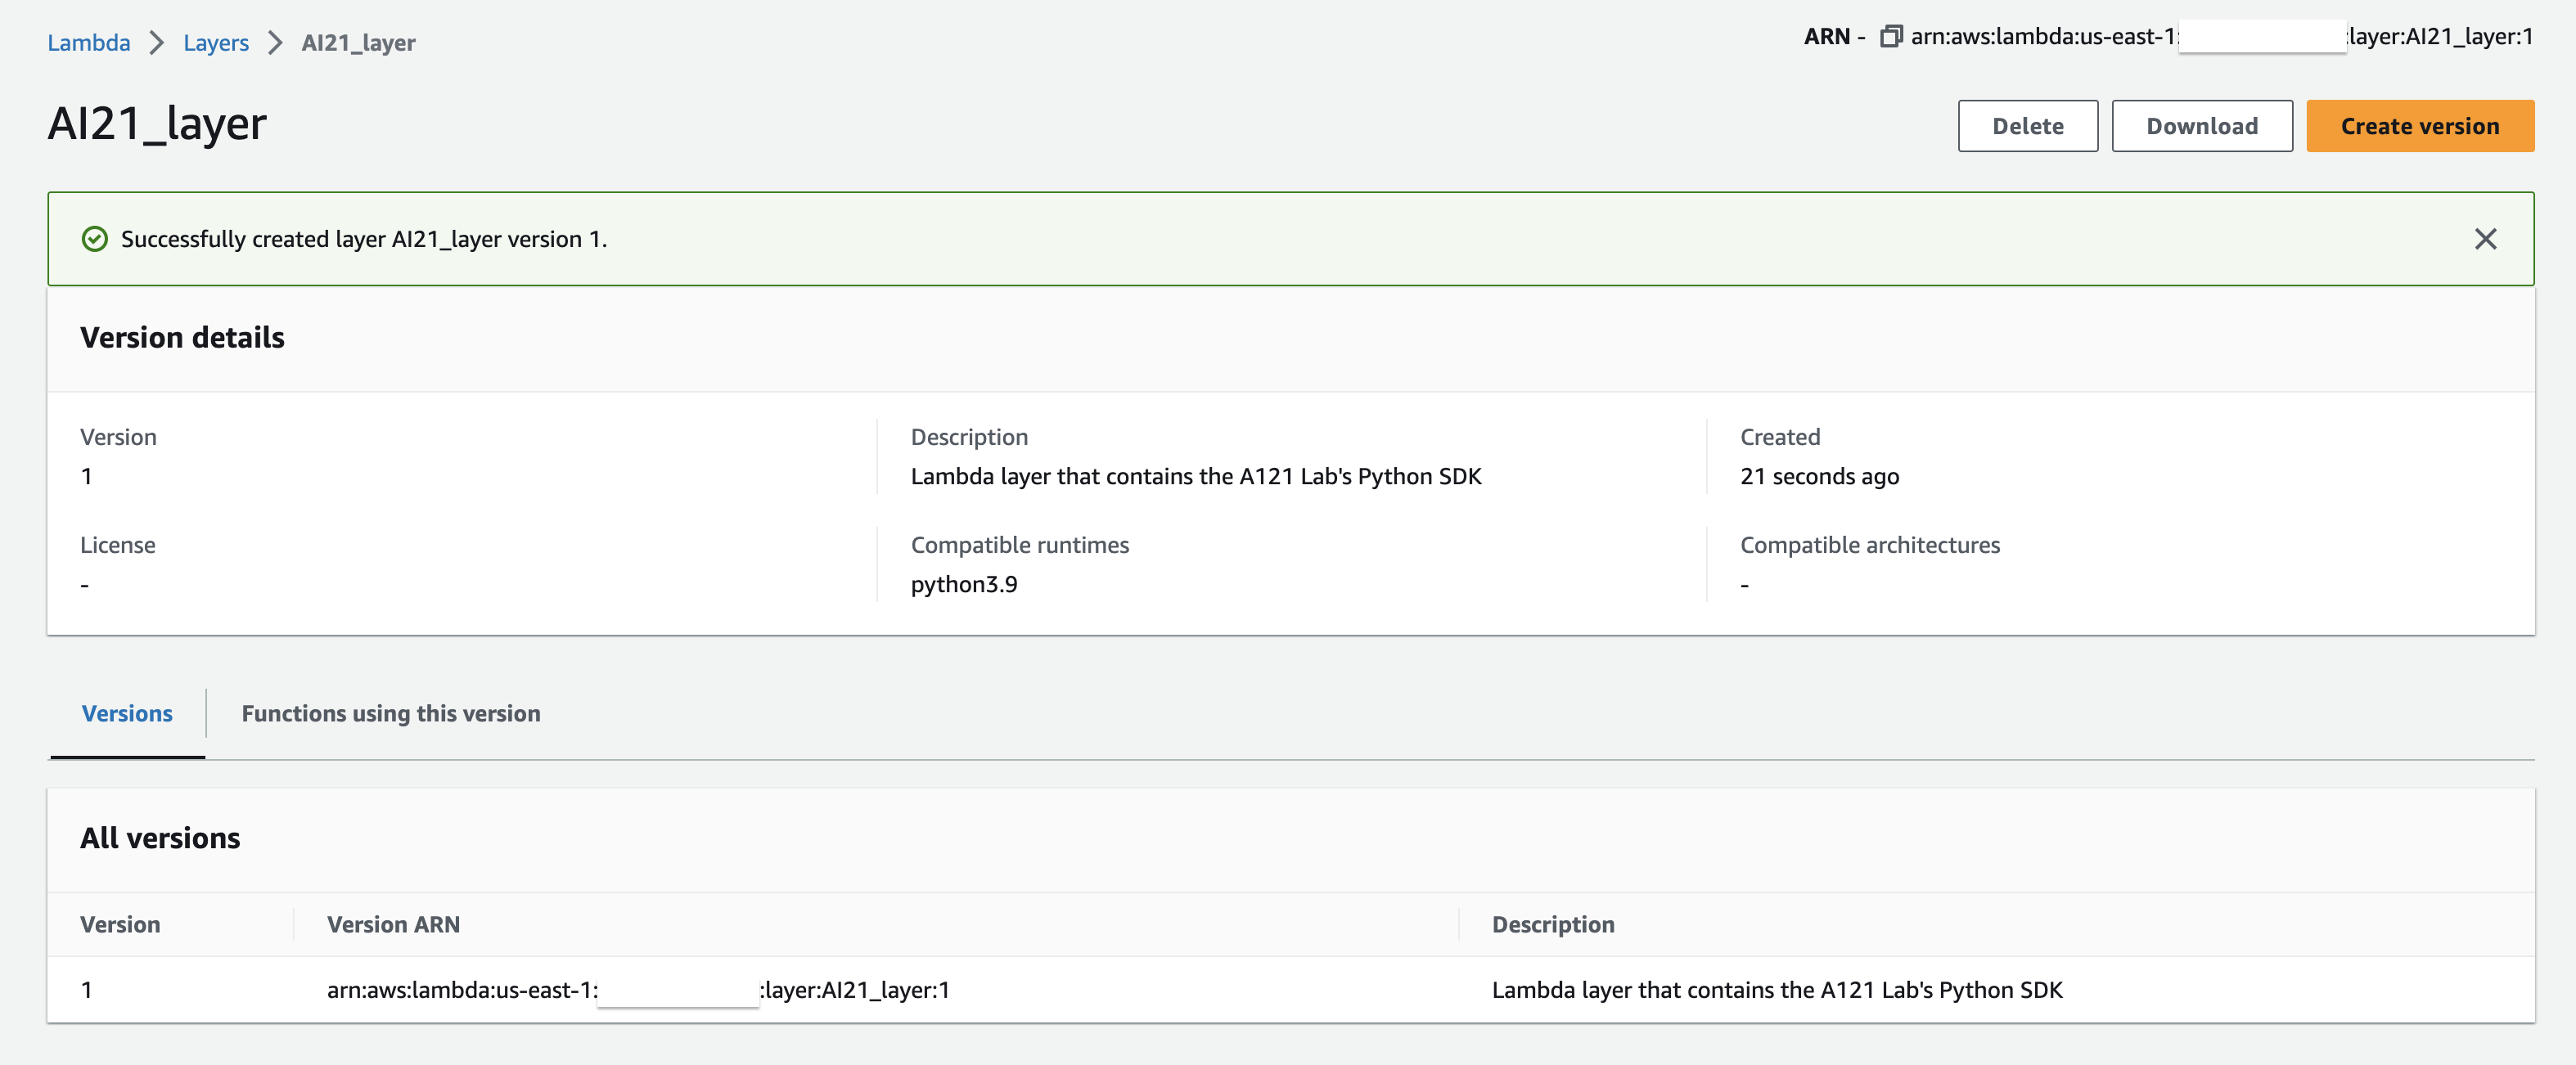 Lambda > Layers > AI21_layer
ARN - arn:aws:lambda:us-east-1: :layer:AI21_layer:1
AI21_layer
Delete
Download
Create version
Successfully created layer AI21_layer version 1.
Version details
Version
Description
Created
1
Lambda layer that contains the A121 Lab's Python SDK
21 seconds ago
License
Compatible runtimes
Compatible architectures
-
python3.9
-
Versions
Functions using this version
All versions
Version
Version ARN
Description
1
arn:aws:lambda:us-east-1: :layer:AI21_layer:1
Lambda layer that contains the A121 Lab's Python SDK